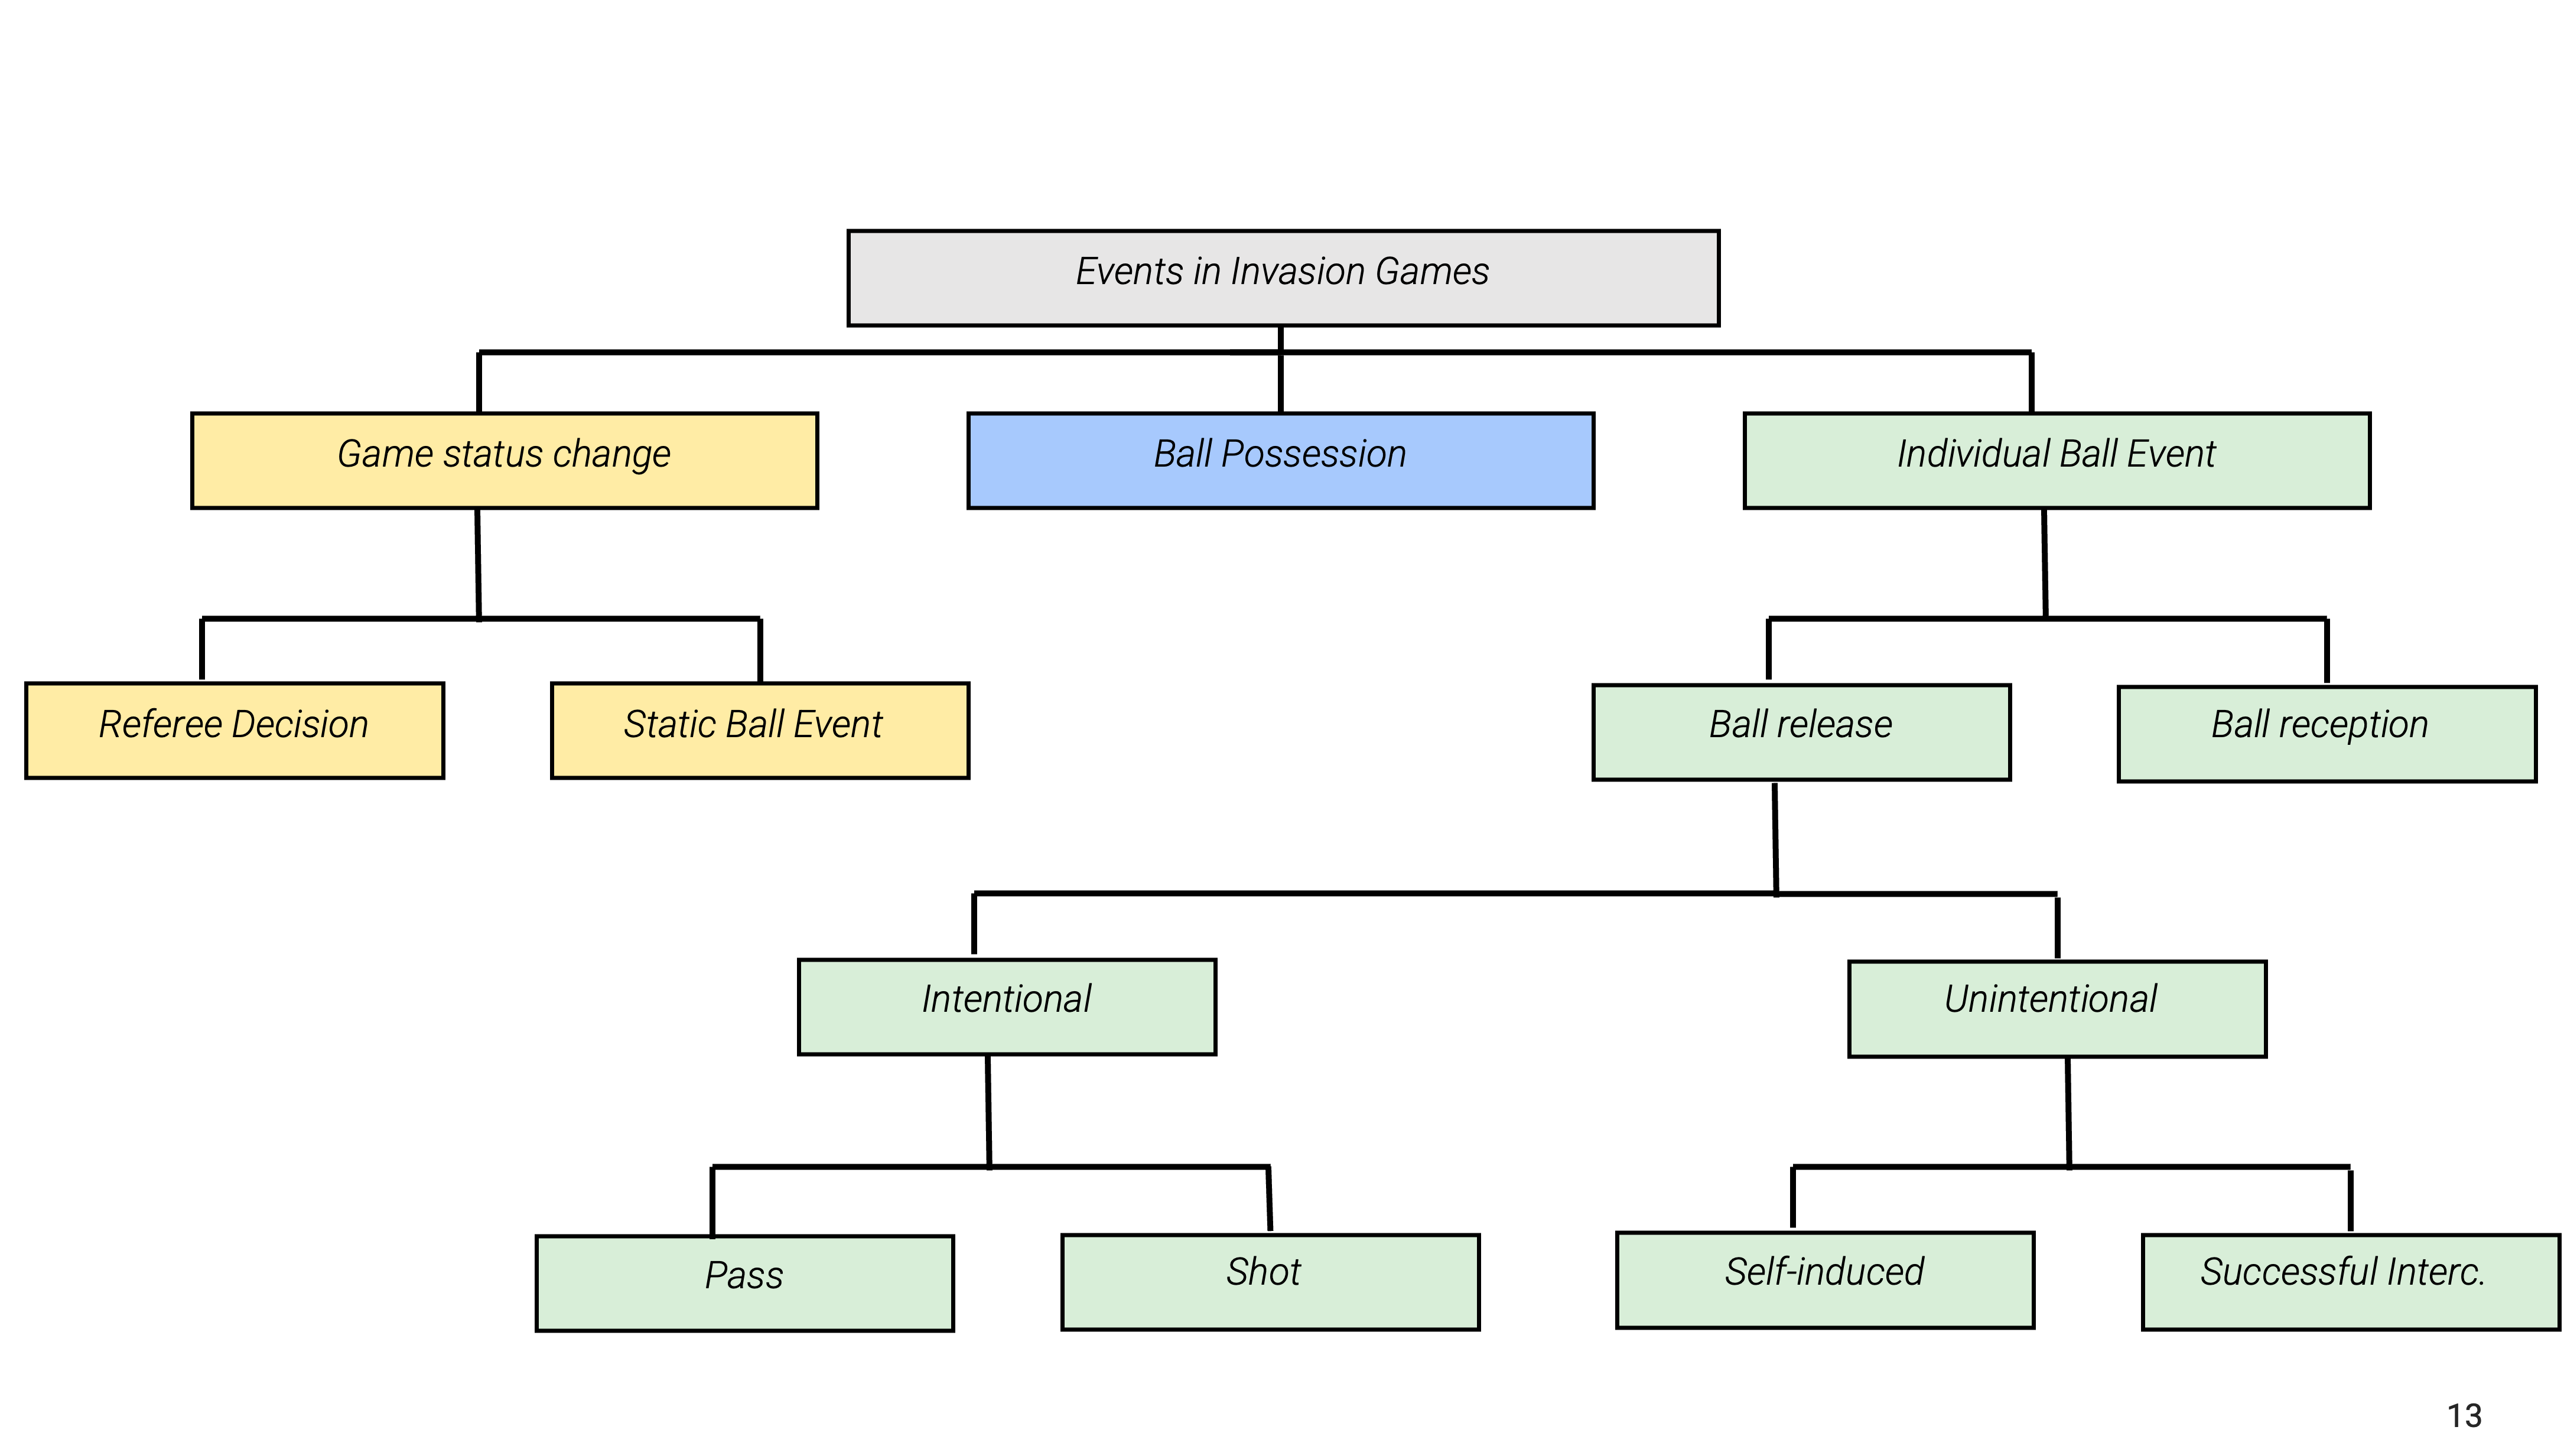 Events in Invasion Games
Game status change
Ball Possession
Individual Ball Event
Referee Decision
Static Ball Event
Ball release
Ball reception
Intentional
Unintentional
Pass
Shot
Self-induced
Successful Interc.
13